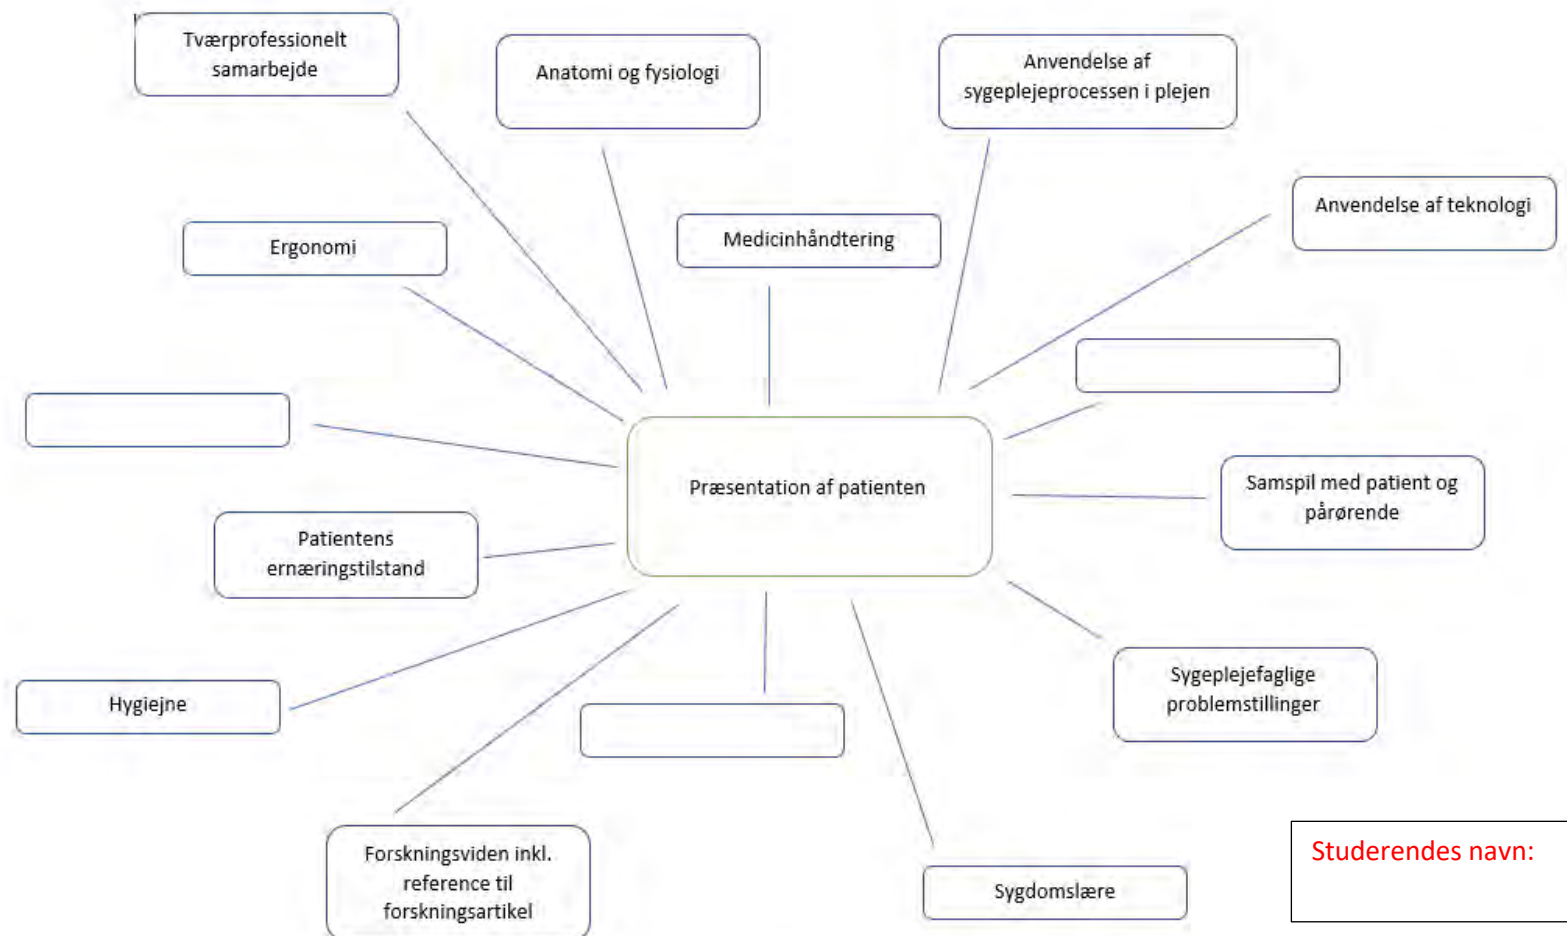 Tværprofessionelt
samarbejde
Anatomi og fysiologi
Anvendelse af
sygeplejeprocessen i plejen
Anvendelse af teknologi
Ergonomi
Medicinhåndtering
Præsentation af patienten
Samspil med patient og
pårørende
Patientens
ernæringstilstand
Sygeplejefaglige
problemstillinger
Hygiejne
Forskningsviden inkl.
reference til
forskningsartikel
Sygdomslære
Studerendes navn: